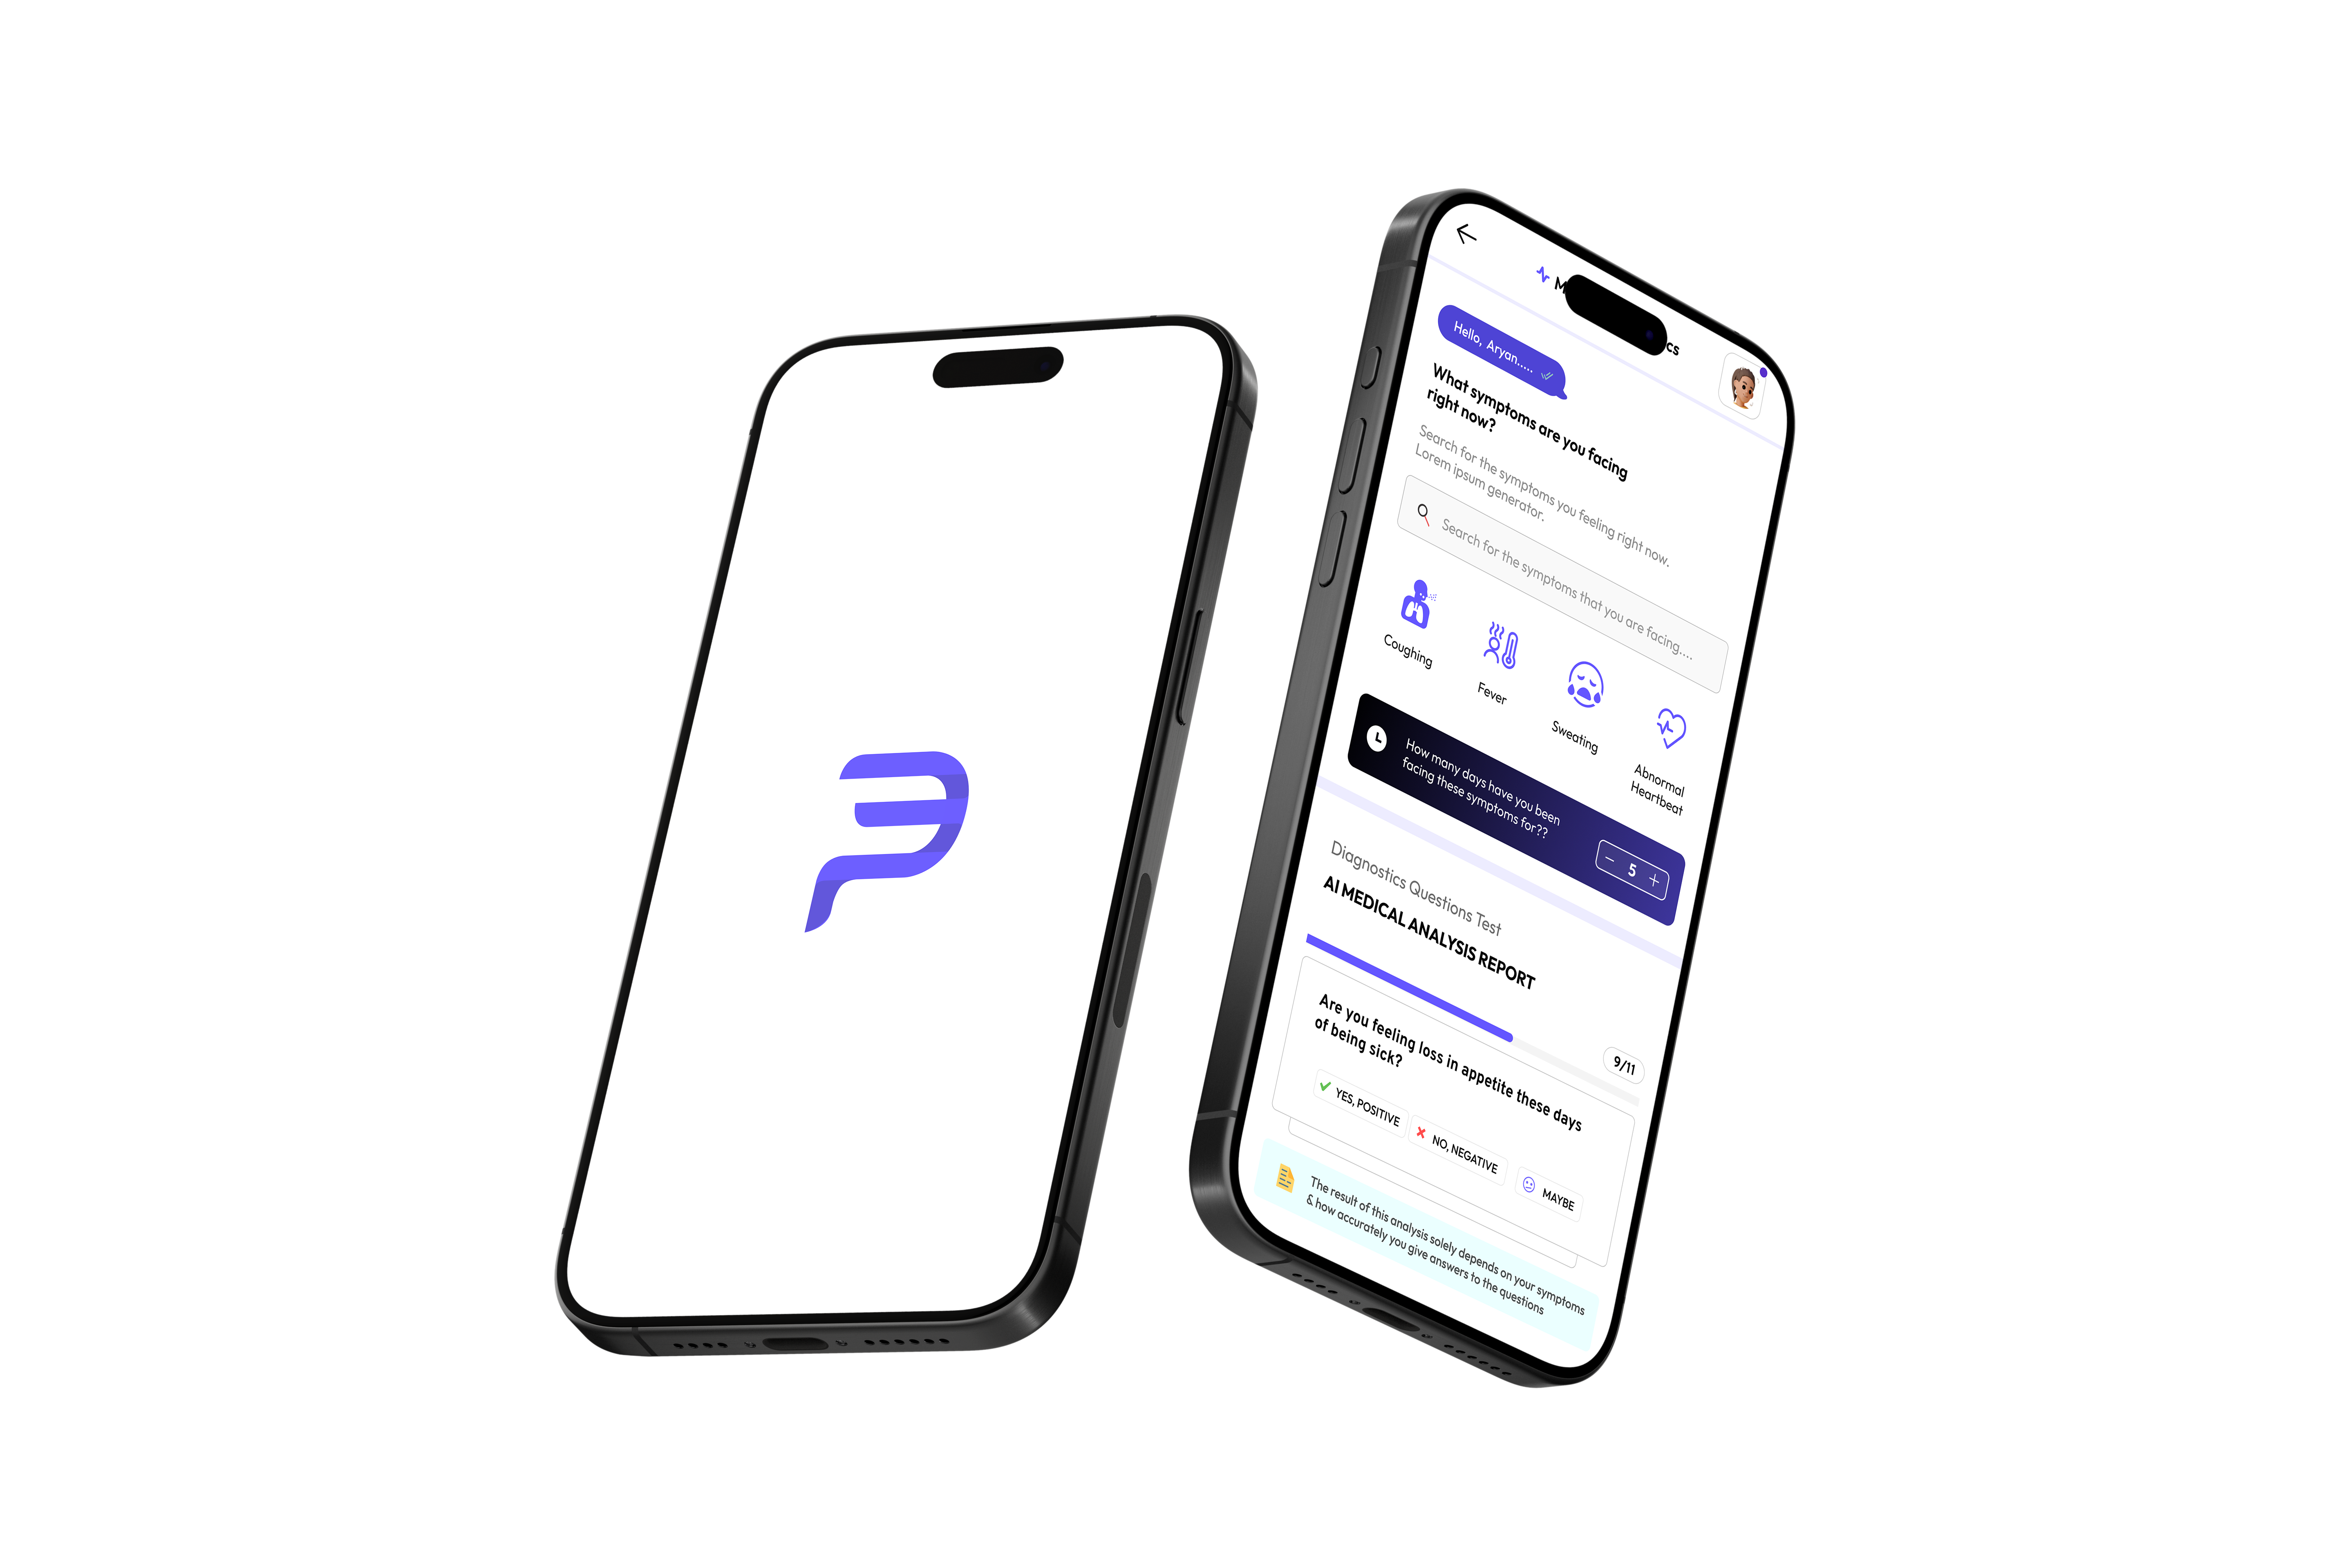 Hello, Aryan.....
What symptoms are you facing
right now?
Search for the symptoms you feeling right now.
Lorem ipsum generator.
Search for the symptoms that you are facing....
Coughing
Fever
Sweating
Abnormal
Heartbeat
How many days have you been
facing these symptoms for??
5
Diagnostics Questions Test
AI MEDICAL ANALYSIS REPORT
9/11
Are you feeling loss in appetite these days
of being sick?
YES, POSITIVE
NO, NEGATIVE
MAYBE
The result of this analysis solely depends on your symptoms
& how accurately you give answers to the questions